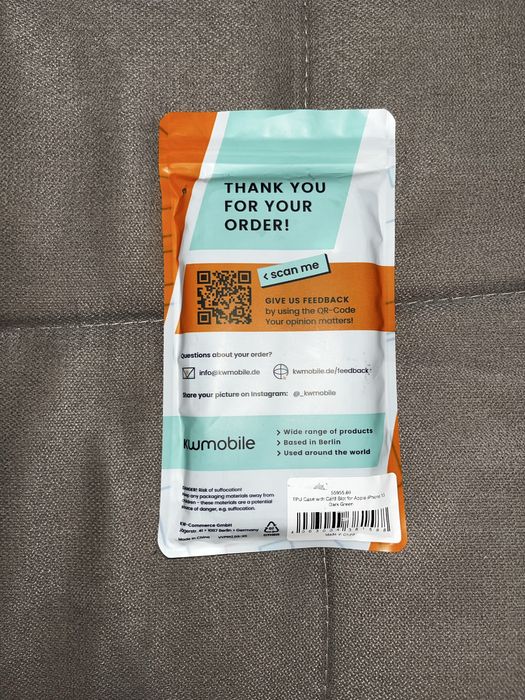 THANK YOU
FOR YOUR
ORDER!
< scan me
GIVE US FEEDBACK
by using the QR-Code
Your opinion matters!
Questions about your order?
info@kwmobile.de
kwmobile.de/feedback
Share your picture on Instagram: @_kwmobile
kwmobile
> Wide range of products
> Based in Berlin
> Used around the world
DANGER! Risk of suffocation!
Keep any packaging materials away from
children - these materials are a potential
source of danger, e.g. suffocation.
KW-Commerce GmbH
10117 Berlin • Germany
Made in China
TPU Case with Card Slot for Apple iPhone
Dark Green
Made in China